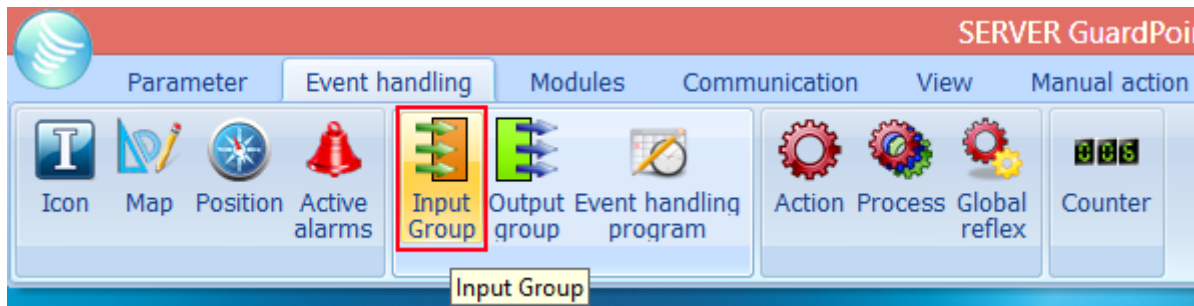 SERVER GuardPoi
Parameter Event handling Modules Communication View Manual action
Icon Map Position Active alarms Input Group Output group Event handling program Action Process Global reflex Counter
Input Group